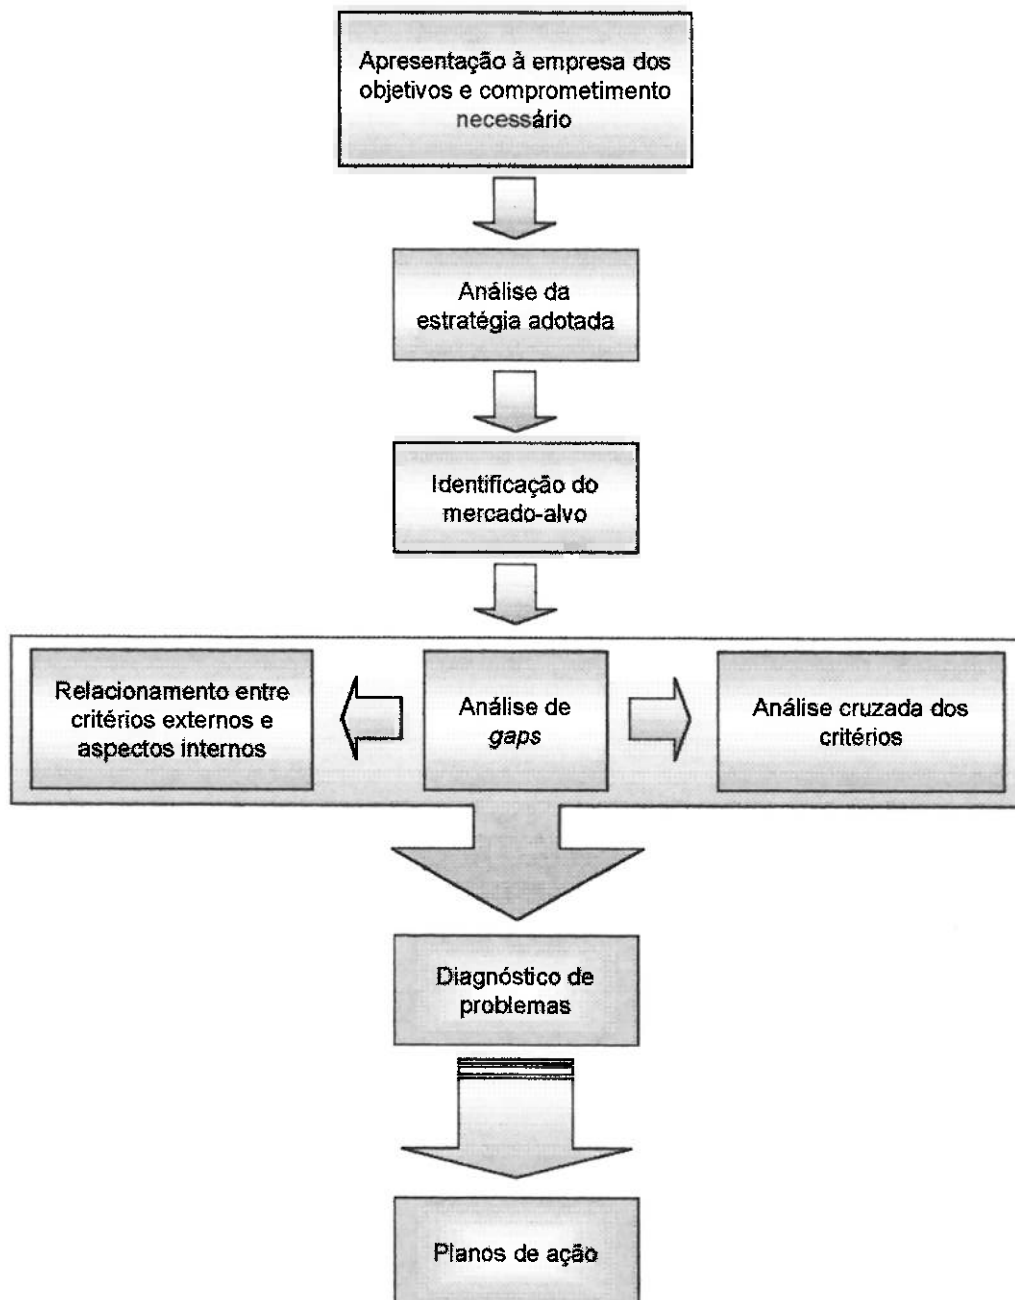 Apresentação à empresa dos
objetivos e comprometimento
necessário
Análise da
estratégia adotada
Identificação do
mercado-alvo
Relacionamento entre
critérios externos e
aspectos internos
Análise de
gaps
Análise cruzada dos
critérios
Diagnóstico de
problemas
Planos de ação